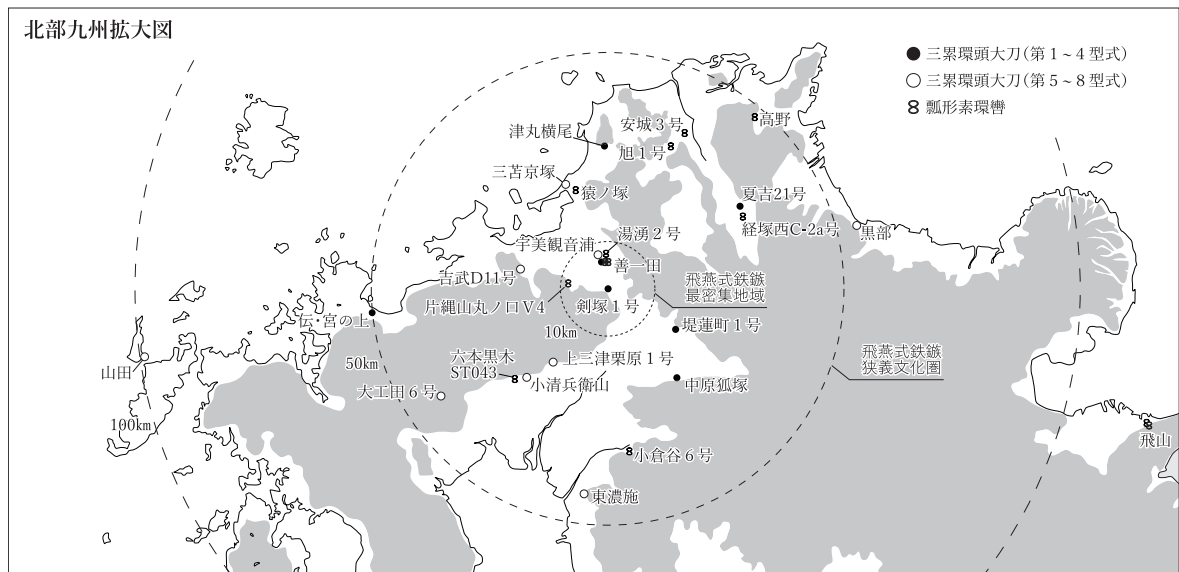 北部九州拡大図
三累環頭大刀(第1~4型式)
三累環頭大刀(第5~8型式)
瓢形素環轡
高野
安城3号
津丸横尾
旭1号
三苫京塚
猿ノ塚
夏吉21号
経塚西C-2a号
黒部
湯湧2号
宇美観音浦
善一田
吉武D11号
飛燕式鉄鏃
最密集地域
片縄山丸ノ口V4
剣塚1号
伝・宮の上
10km
堤蓮町1号
飛燕式鉄鏃
狭義文化圏
50km
六本黒木
ST043
上三津栗原1号
山田
小清兵衛山
中原狐塚
大工田6号
100km
飛山
小倉谷6号
東濃施